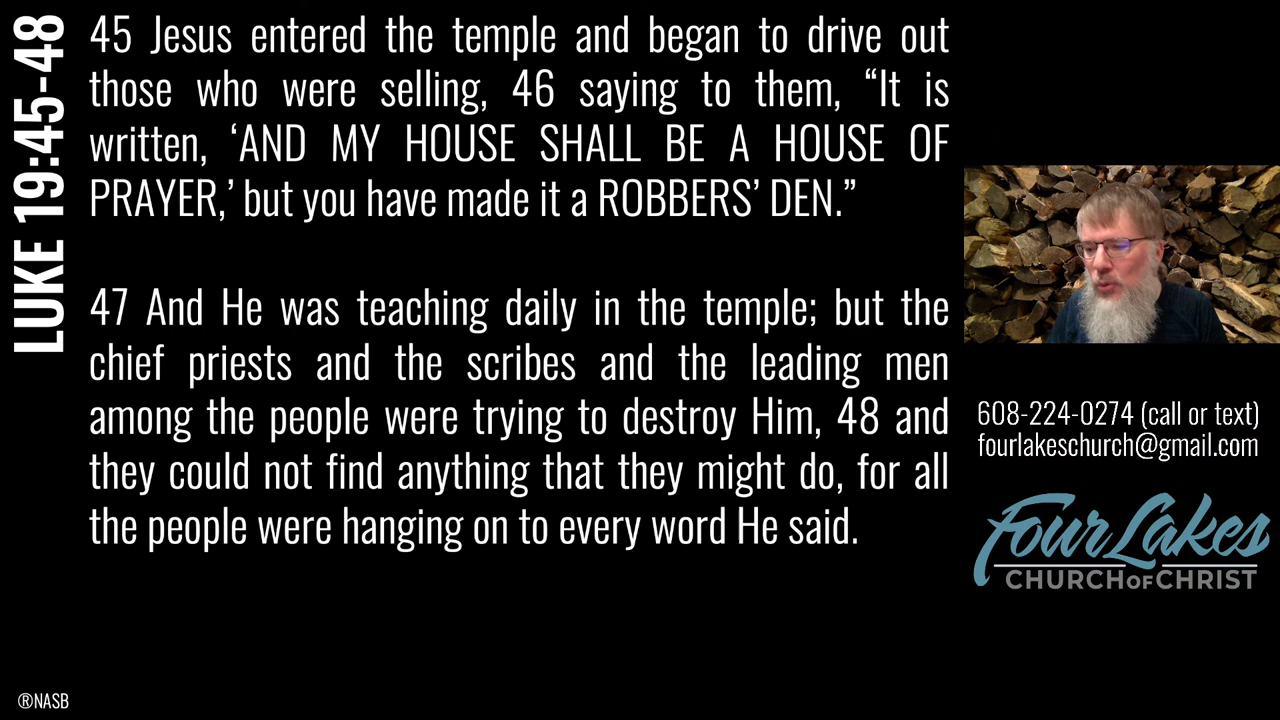 LUKE 19:45-48
45 Jesus entered the temple and began to drive out
those who were selling, 46 saying to them, “It is
written, ‘AND MY HOUSE SHALL BE A HOUSE OF
PRAYER,’ but you have made it a ROBBERS’ DEN.”
47 And He was teaching daily in the temple; but the
chief priests and the scribes and the leading men
among the people were trying to destroy Him, 48 and
they could not find anything that they might do, for all
the people were hanging on to every word He said.
608-224-0274 (call or text)
fourlakeschurch@gmail.com
Four Lakes
CHURCH OF CHRIST
®NASB